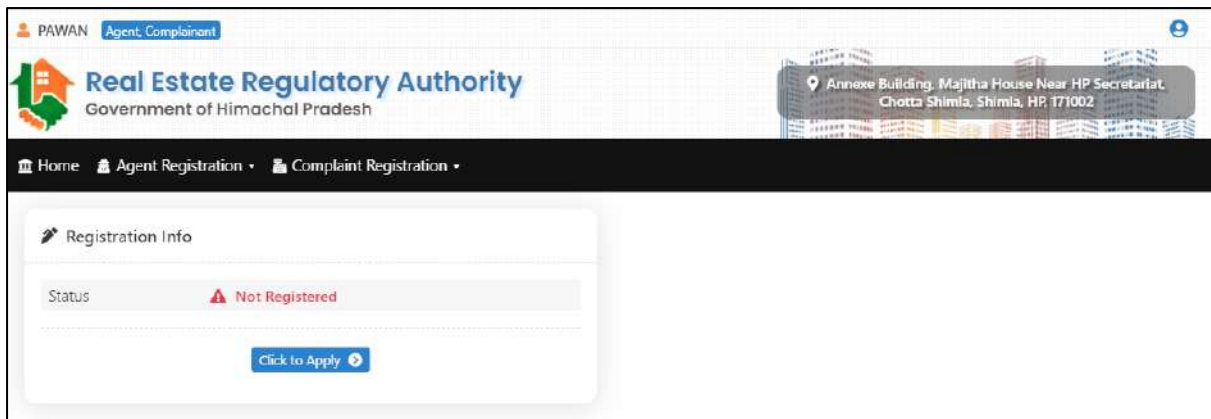 PAWAN Agent, Complainant
Real Estate Regulatory Authority
Government of Himachal Pradesh
Annexe Building, Majitha House Near HP Secretariat,
Chotta Shimla, Shimla, HP, 171002
Home Agent Registration Complaint Registration
Registration Info
Status Not Registered
Click to Apply